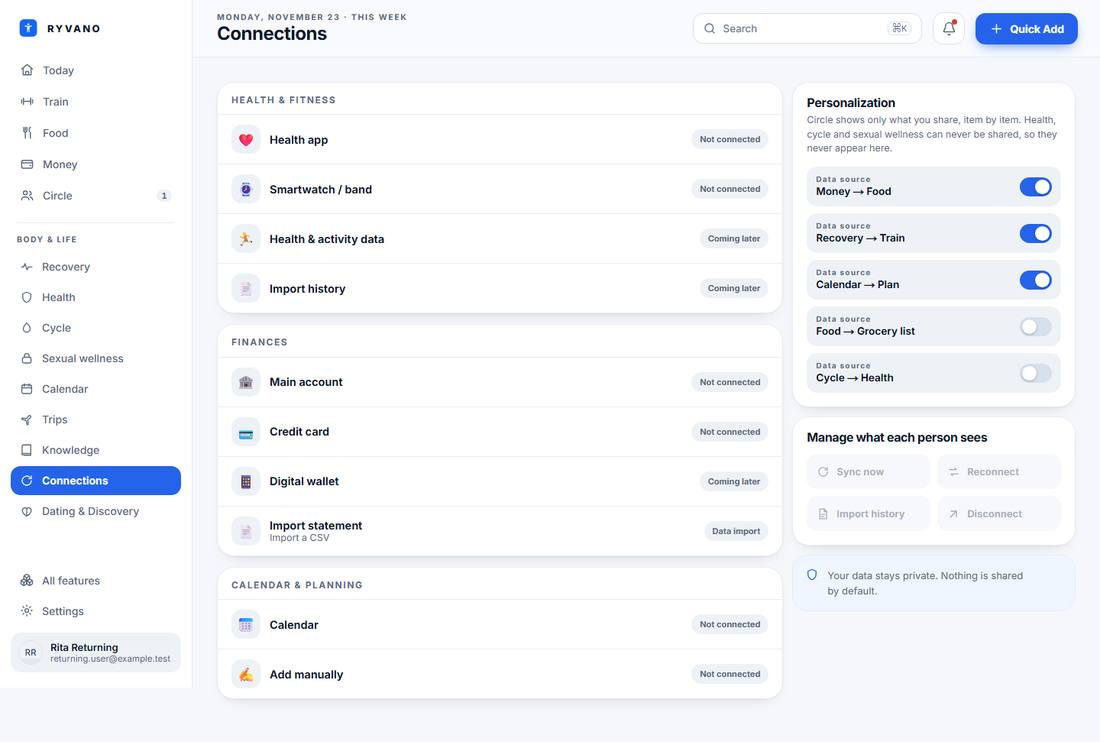 RYVANO
Today
Train
Food
Money
Circle
1
BODY & LIFE
Recovery
Health
Cycle
Sexual wellness
Calendar
Trips
Knowledge
Connections
Dating & Discovery
All features
Settings
RR
Rita Returning
returning.user@example.test
MONDAY, NOVEMBER 23 · THIS WEEK
Connections
Search
⌘K
Quick Add
HEALTH & FITNESS
Health app
Not connected
Smartwatch / band
Not connected
Health & activity data
Coming later
Import history
Coming later
FINANCES
Main account
Not connected
Credit card
Not connected
Digital wallet
Coming later
Import statement
Import a CSV
Data import
CALENDAR & PLANNING
Calendar
Not connected
Add manually
Not connected
Personalization
Circle shows only what you share, item by item. Health,
cycle and sexual wellness can never be shared, so they
never appear here.
Data source
Money → Food
Data source
Recovery → Train
Data source
Calendar → Plan
Data source
Food → Grocery list
Data source
Cycle → Health
Manage what each person sees
Sync now
Reconnect
Import history
Disconnect
Your data stays private. Nothing is shared
by default.